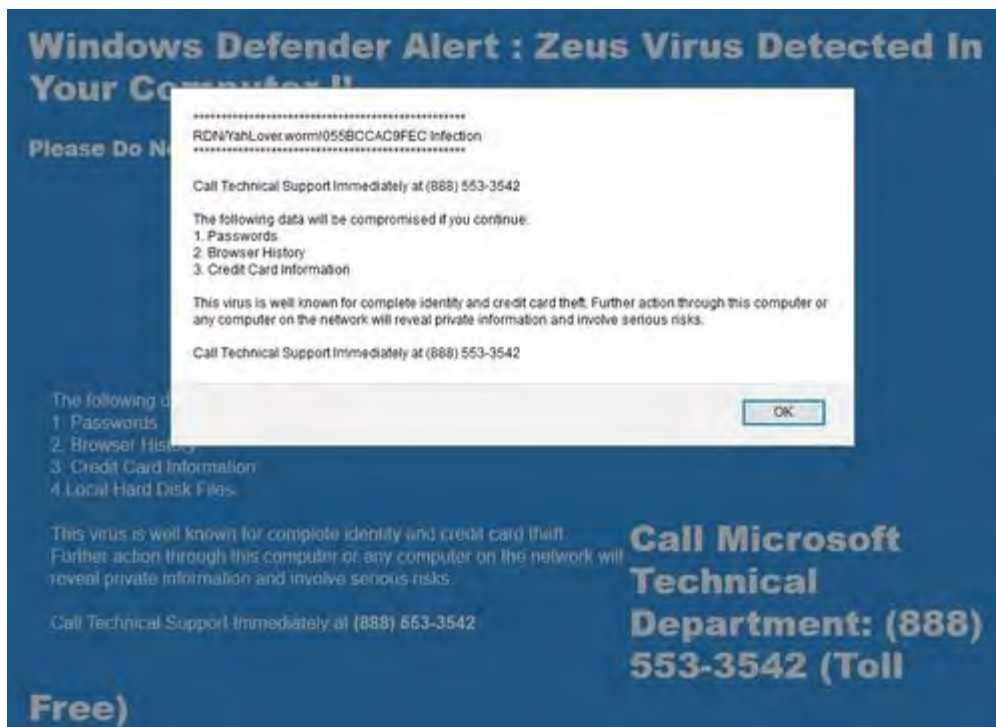 Windows Defender Alert : Zeus Virus Detected In
Your
Please Do
**************************************************
RDN/YahLover.worm!055BCCAC9FEC Infection
**************************************************
Call Technical Support Immediately at (888) 553-3542
The following data will be compromised if you continue:
1. Passwords
2. Browser History
3. Credit Card Information
This virus is well known for complete identity and credit card theft. Further action through this computer or
any computer on the network will reveal private information and involve serious risks.
Call Technical Support Immediately at (888) 553-3542
OK
The following
1. Passwords
2. Browser
3. Credit Card Information
4.Local Hard Disk Files.
This virus is well known for complete identity and credit card theft.
Further action through this computer or any computer on the network will
reveal private information and involve serious risks.
Call Technical Support Immediately at (888) 553-3542
Call Microsoft
Technical
Department: (888)
553-3542 (Toll
Free)